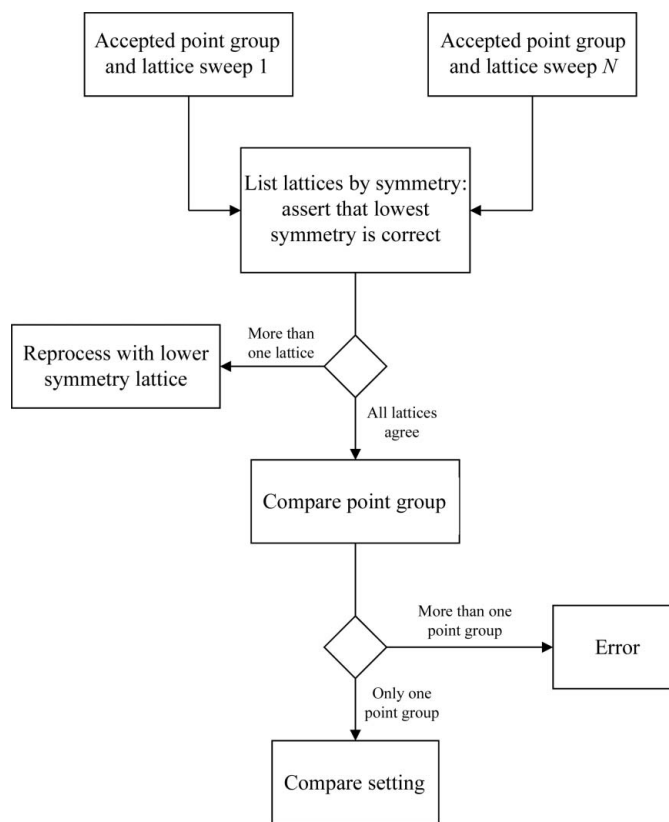 Accepted point group
and lattice sweep 1
Accepted point group
and lattice sweep N
List lattices by symmetry:
assert that lowest
symmetry is correct
More than
one lattice
Reprocess with lower
symmetry lattice
All lattices
agree
Compare point group
More than one
point group
Error
Only one
point group
Compare setting